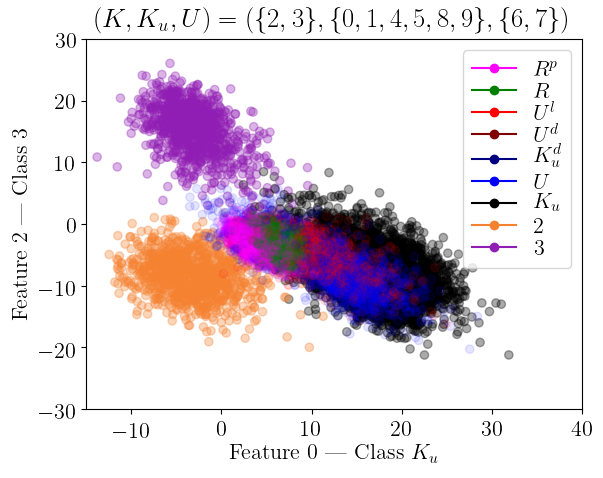 (K, K_u, U) = ({2, 3}, {0, 1, 4, 5, 8, 9}, {6, 7})
30
20
10
0
−10
−20
−30
Feature 2 — Class 3
R^p
R
U^l
U^d
K_u^d
U
K_u
2
3
−10
0
10
20
30
40
Feature 0 — Class K_u